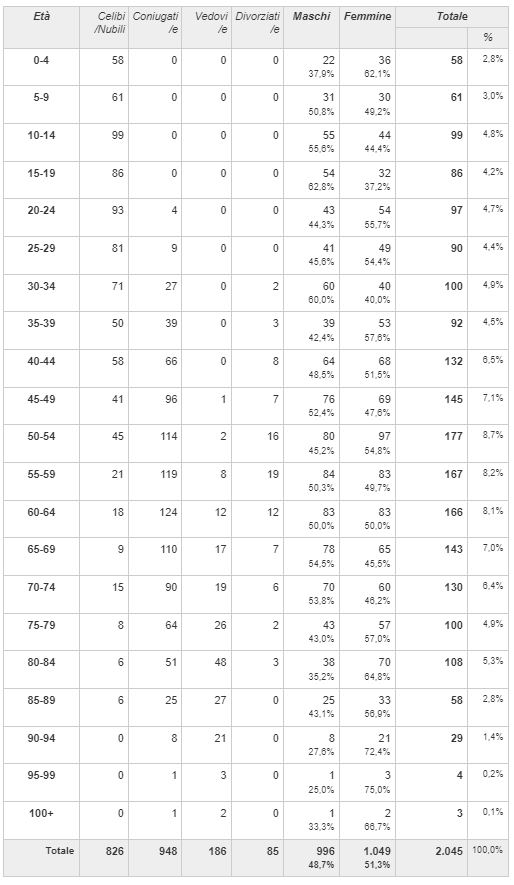 Età Celibi /Nubili Coniugati /e Vedovi /e Divorziati /e Maschi Femmine Totale
%
0-4 58 0 0 0 22 36 58 2,8%
37,9% 62,1%
5-9 61 0 0 0 31 30 61 3,0%
50,8% 49,2%
10-14 99 0 0 0 55 44 99 4,8%
55,6% 44,4%
15-19 86 0 0 0 54 32 86 4,2%
62,8% 37,2%
20-24 93 4 0 0 43 54 97 4,7%
44,3% 55,7%
25-29 81 9 0 0 41 49 90 4,4%
45,6% 54,4%
30-34 71 27 0 2 60 40 100 4,9%
60,0% 40,0%
35-39 50 39 0 3 39 53 92 4,5%
42,4% 57,6%
40-44 58 66 0 8 64 68 132 6,5%
48,5% 51,5%
45-49 41 96 1 7 76 69 145 7,1%
52,4% 47,6%
50-54 45 114 2 16 80 97 177 8,7%
45,2% 54,8%
55-59 21 119 8 19 84 83 167 8,2%
50,3% 49,7%
60-64 18 124 12 12 83 83 166 8,1%
50,0% 50,0%
65-69 9 110 17 7 78 65 143 7,0%
54,5% 45,5%
70-74 15 90 19 6 70 60 130 6,4%
53,8% 46,2%
75-79 8 64 26 2 43 57 100 4,9%
43,0% 57,0%
80-84 6 51 48 3 38 70 108 5,3%
35,2% 64,8%
85-89 6 25 27 0 25 33 58 2,8%
43,1% 56,9%
90-94 0 8 21 0 8 21 29 1,4%
27,6% 72,4%
95-99 0 1 3 0 1 3 4 0,2%
25,0% 75,0%
100+ 0 1 2 0 1 2 3 0,1%
33,3% 66,7%
Totale 826 948 186 85 996 1.049 2.045 100,0%
48,7% 51,3%